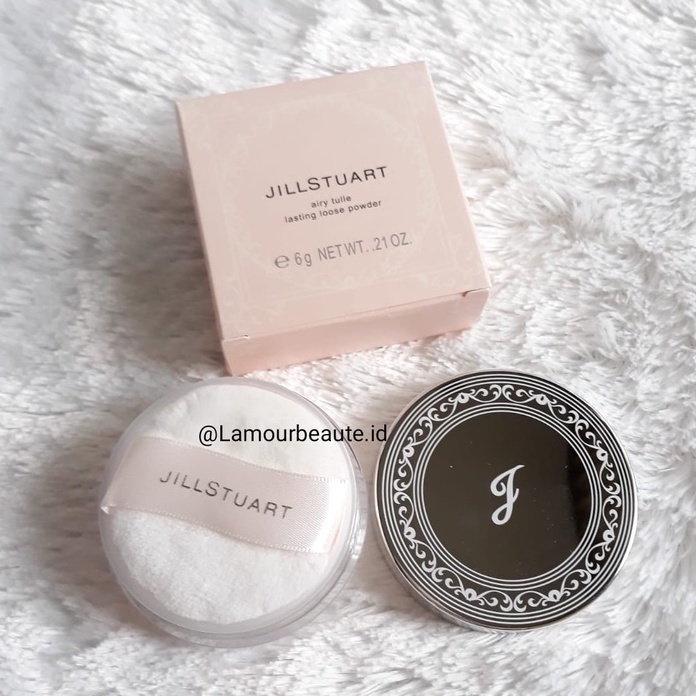 JILLSTUART
airy tulle
lasting loose powder
℮ 6g NET WT. .21 OZ.
@Lamourbeaute.id
JILLSTUART
J